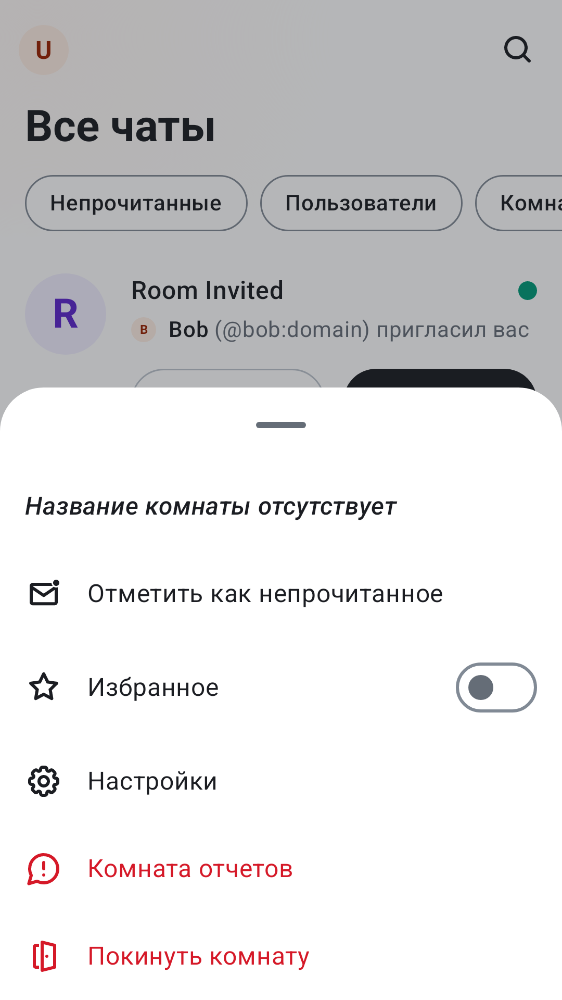 U
Все чаты
Непрочитанные
Пользователи
R
Room Invited
B Bob (@bob:domain) пригласил вас
Название комнаты отсутствует
Отметить как непрочитанное
Избранное
Настройки
Комната отчетов
Покинуть комнату